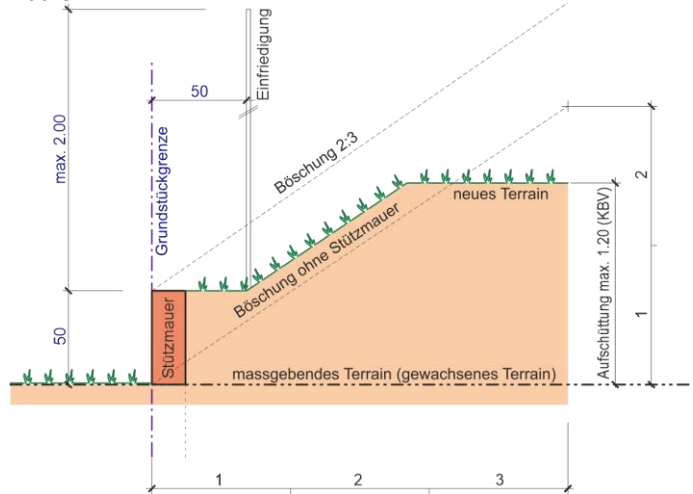 max. 2.00
50
Einfriedigung
Grundstückgrenze
Böschung 2:3
Böschung ohne Stützmauer
neues Terrain
Aufschüttung max. 1.20 (KBV)
2
1
50
Stützmauer
massgebendes Terrain (gewachsenes Terrain)
1
2
3